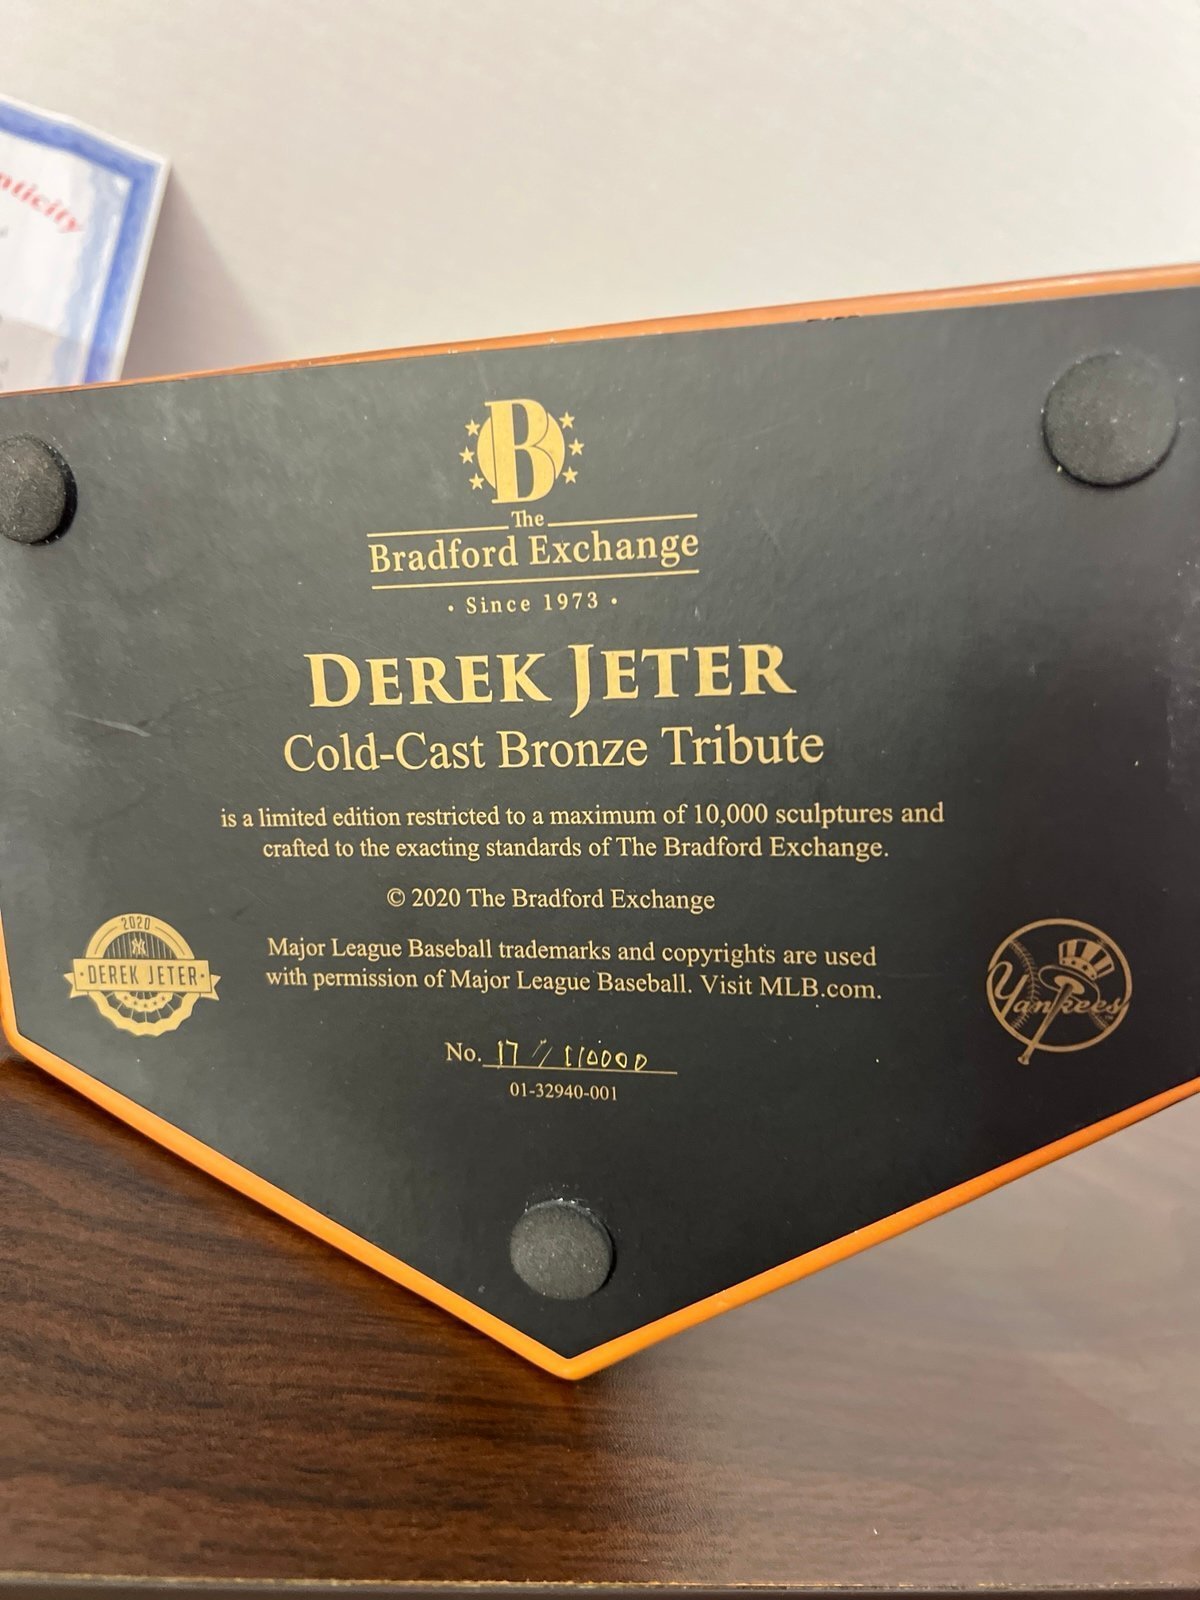 nticity
B
The
Bradford Exchange
• Since 1973 •
DEREK JETER
Cold-Cast Bronze Tribute
is a limited edition restricted to a maximum of 10,000 sculptures and
crafted to the exacting standards of The Bradford Exchange.
© 2020 The Bradford Exchange
2020
NY
DEREK JETER
Major League Baseball trademarks and copyrights are used
with permission of Major League Baseball. Visit MLB.com.
Yankees
No. 17 // 110000
01-32940-001